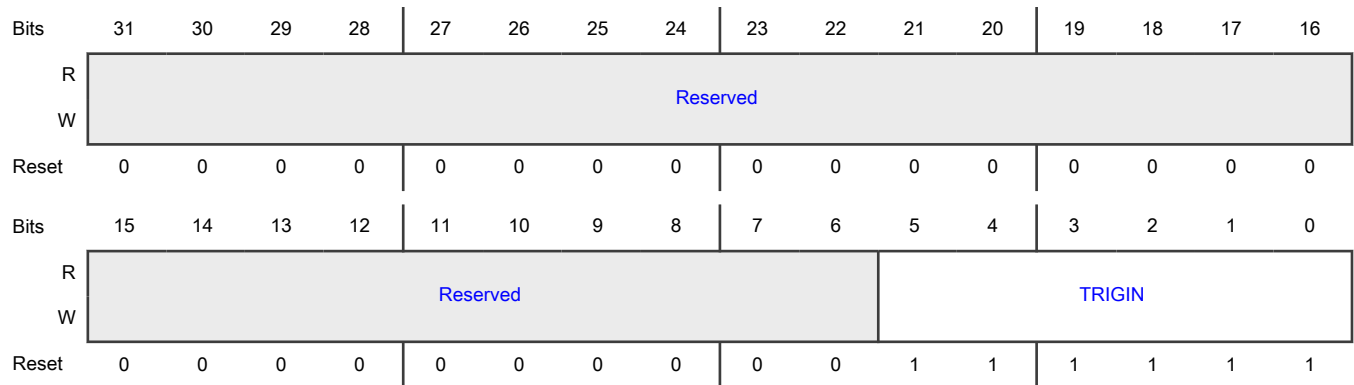 Bits 31 30 29 28 27 26 25 24 23 22 21 20 19 18 17 16
R
Reserved
W
Reset 0 0 0 0 0 0 0 0 0 0 0 0 0 0 0 0
Bits 15 14 13 12 11 10 9 8 7 6 5 4 3 2 1 0
R
Reserved TRIGIN
W
Reset 0 0 0 0 0 0 0 0 0 0 1 1 1 1 1 1